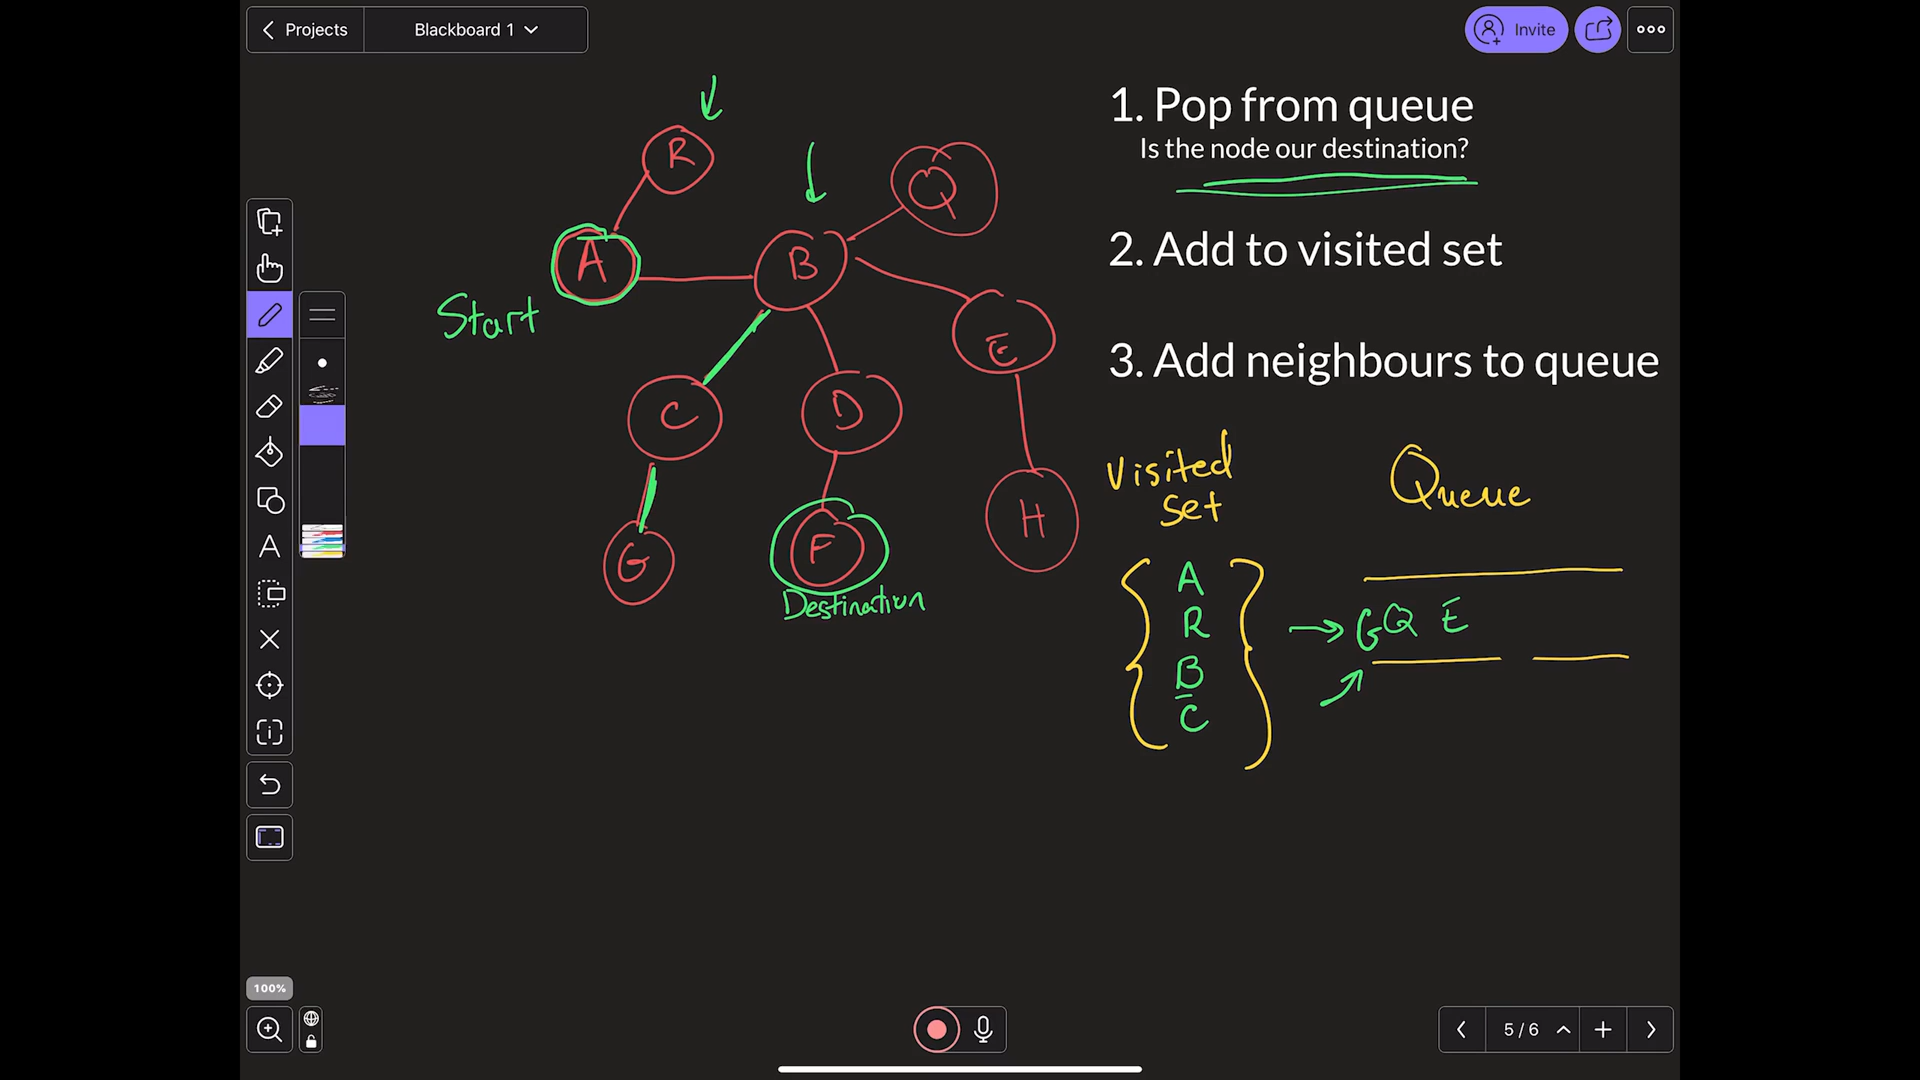 Projects
Blackboard 1
Invite
1. Pop from queue
Is the node our destination?
2. Add to visited set
3. Add neighbours to queue
R
Q
A
B
Start
E
C
D
G
F
H
Destination
Visited
set
Queue
A
R
B
C
G Q E
A
100%
5 / 6